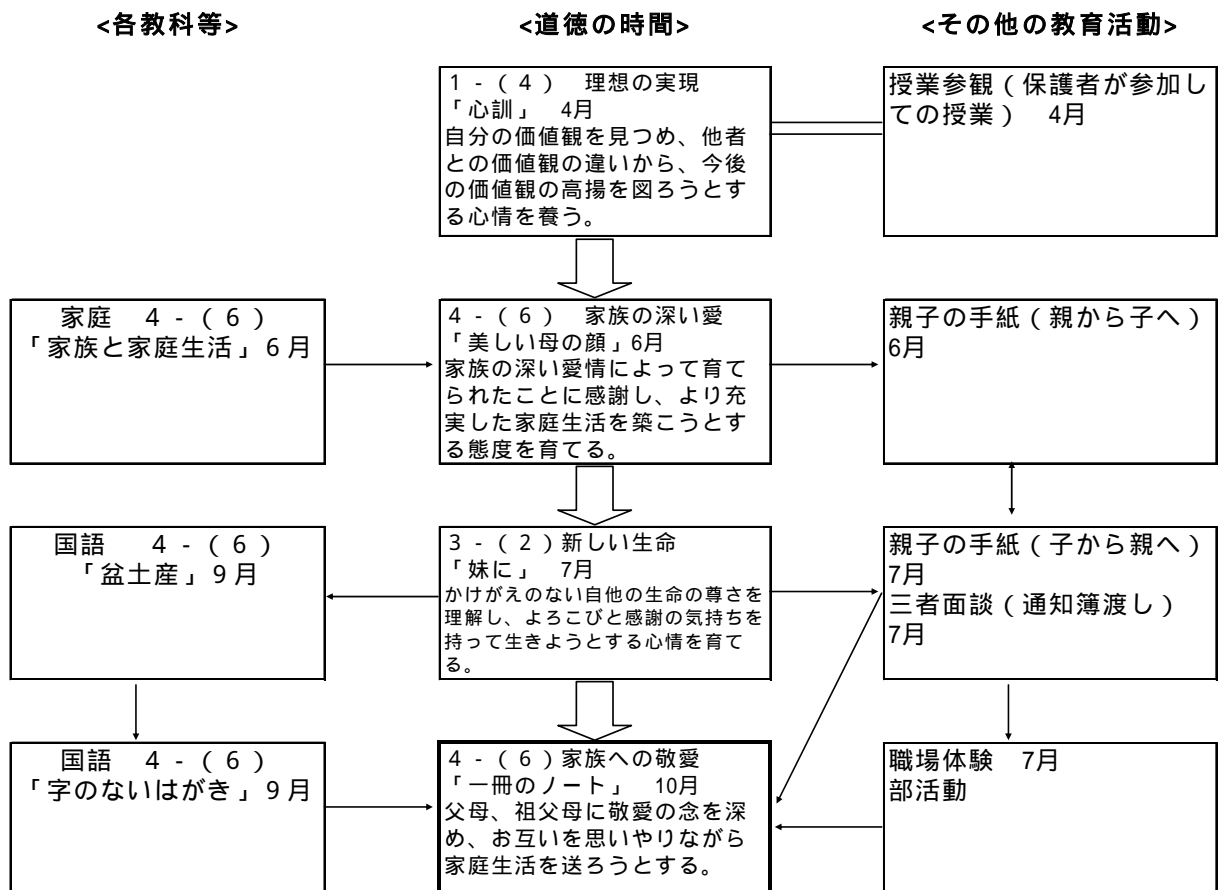 <各教科等>
<道徳の時間>
<その他の教育活動>
1-(4) 理想の実現
「心訓」 4月
自分の価値観を見つめ、他者
との価値観の違いから、今後
の価値観の高揚を図ろうとす
る心情を養う。
授業参観(保護者が参加し
ての授業) 4月
家庭 4-(6)
「家族と家庭生活」6月
4-(6) 家族の深い愛
「美しい母の顔」6月
家族の深い愛情によって育て
られたことに感謝し、より充
実した家庭生活を築こうとす
る態度を育てる。
親子の手紙(親から子へ)
6月
国語 4-(6)
「盆土産」9月
3-(2)新しい生命
「妹に」 7月
かけがえのない自他の生命の尊さを
理解し、よろこびと感謝の気持ちを
持って生きようとする心情を育て
る。
親子の手紙(子から親へ)
7月
三者面談(通知簿渡し)
7月
国語 4-(6)
「字のないはがき」9月
4-(6)家族への敬愛
「一冊のノート」 10月
父母、祖父母に敬愛の念を深
め、お互いを思いやりながら
家庭生活を送ろうとする。
職場体験 7月
部活動